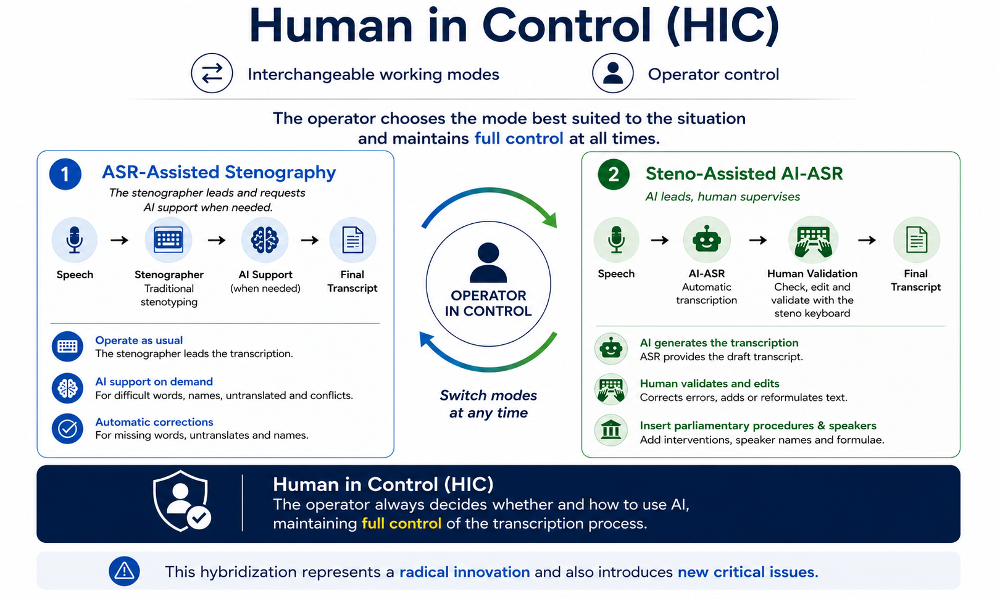 Human in Control (HIC)
Interchangeable working modes
Operator control
The operator chooses the mode best suited to the situation
and maintains full control at all times.
1
ASR-Assisted Stenography
The stenographer leads and requests
AI support when needed.
Speech
Stenographer
Traditional
stenotyping
AI Support
(when needed)
Final
Transcript
Operate as usual
The stenographer leads the transcription.
AI support on demand
For difficult words, names, untranslated and conflicts.
Automatic corrections
For missing words, untranslates and names.
OPERATOR
IN CONTROL
Switch modes
at any time
2
Steno-Assisted AI-ASR
AI leads, human supervises
Speech
AI-ASR
Automatic
transcription
Human Validation
Check, edit and
validate with the
steno keyboard
Final
Transcript
AI generates the transcription
ASR provides the draft transcript.
Human validates and edits
Corrects errors, adds or reformulates text.
Insert parliamentary procedures & speakers
Add interventions, speaker names and formulae.
Human in Control (HIC)
The operator always decides whether and how to use AI,
maintaining full control of the transcription process.
This hybridization represents a radical innovation and also introduces new critical issues.